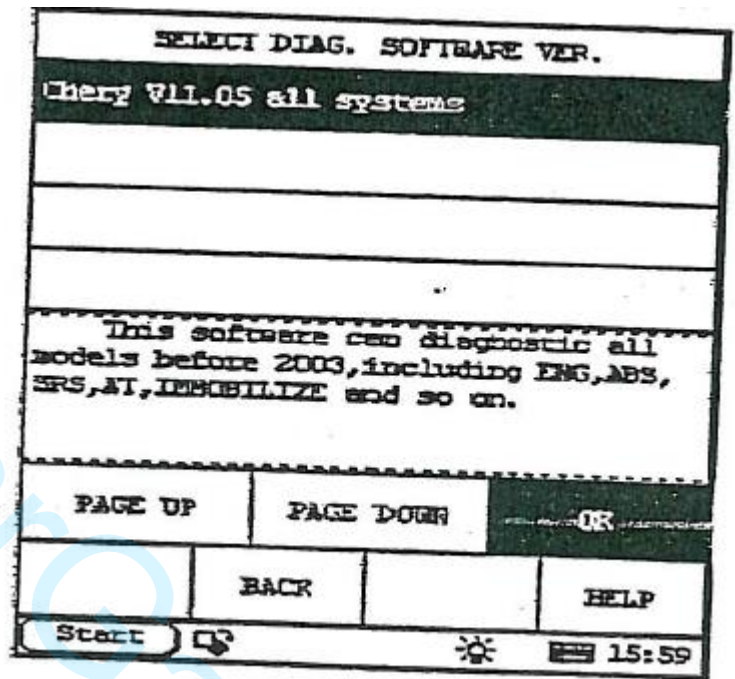 SELECT DIAG. SOFTWARE VER.
Chery V11.05 all systems
This software can diagnostic all
models before 2003,including ENG,ABS,
SRS,AT,IMMOBILIZE and so on.
PAGE UP
PAGE DOWN
OK
BACK
HELP
Start
15:59